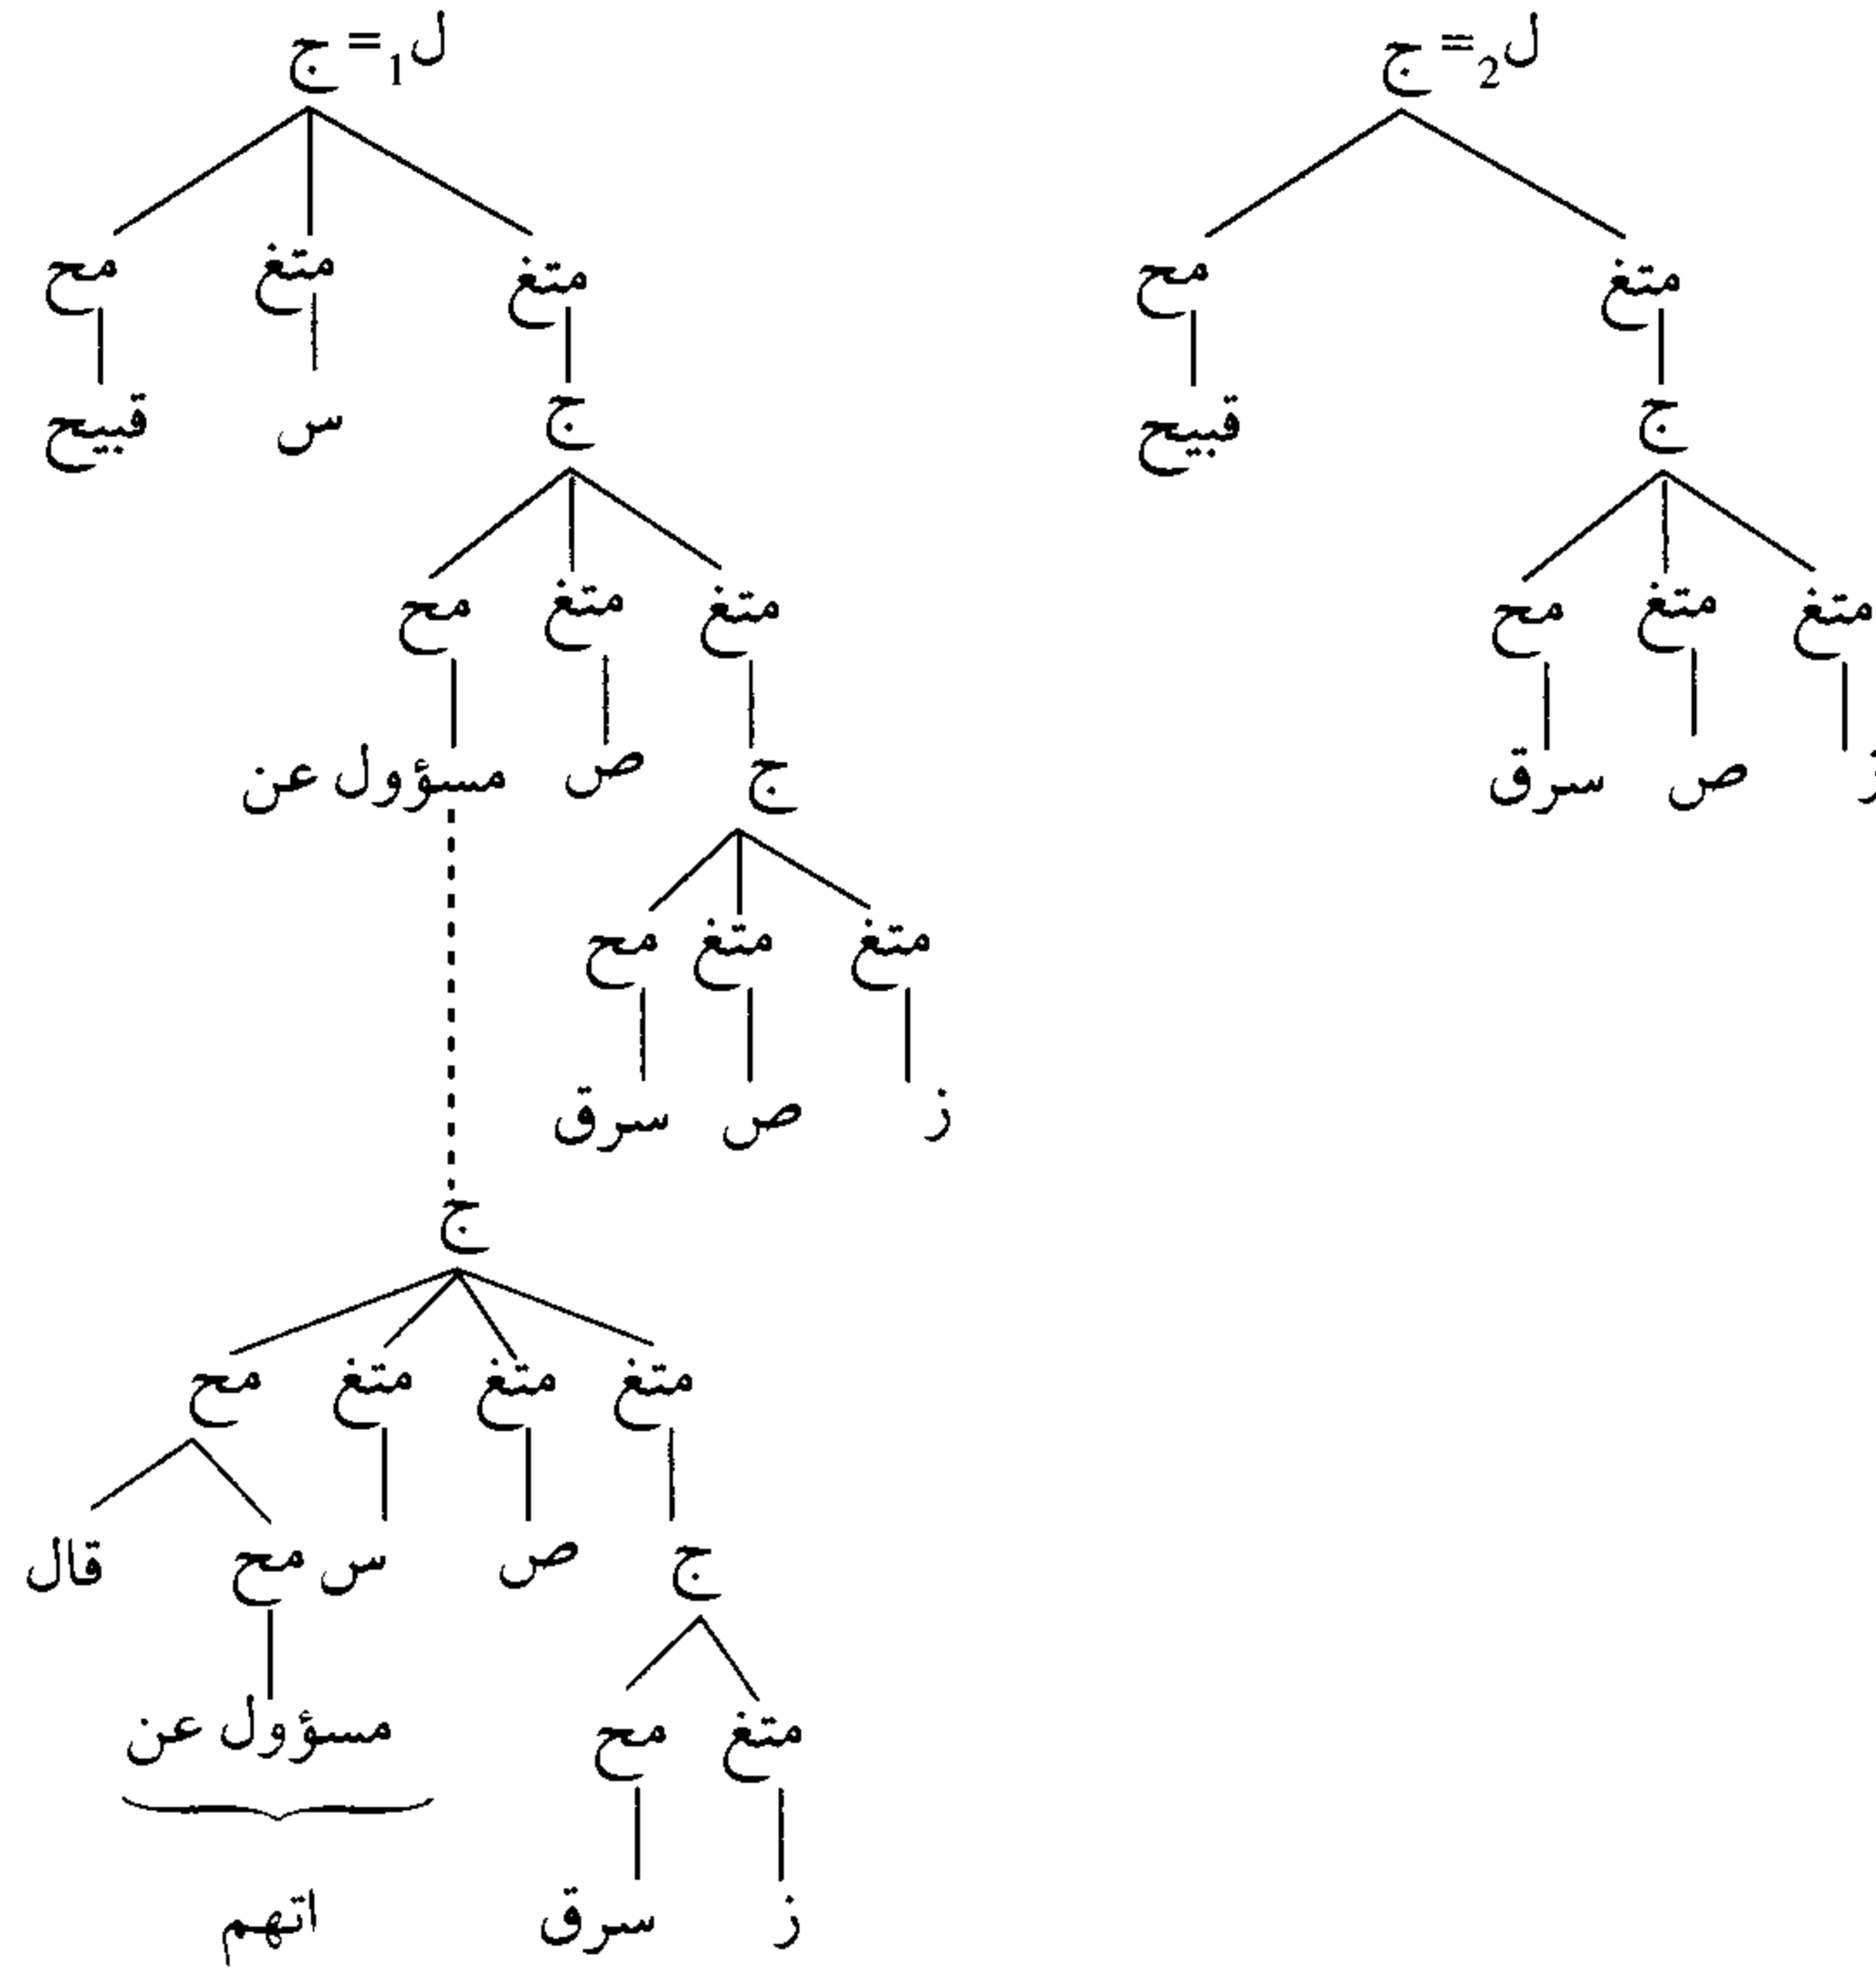 ل2= ج ل1= ج
متغ مح متغ متغ مح
ج قبيح ج س قبيح
متغ متغ مح متغ متغ مح
ص سرق ج ص مسؤول عن
متغ متغ مح
ز ص سرق
ج
متغ متغ متغ مح
ج ص س مح قال
متغ مح مسؤول عن
ز سرق اتهم